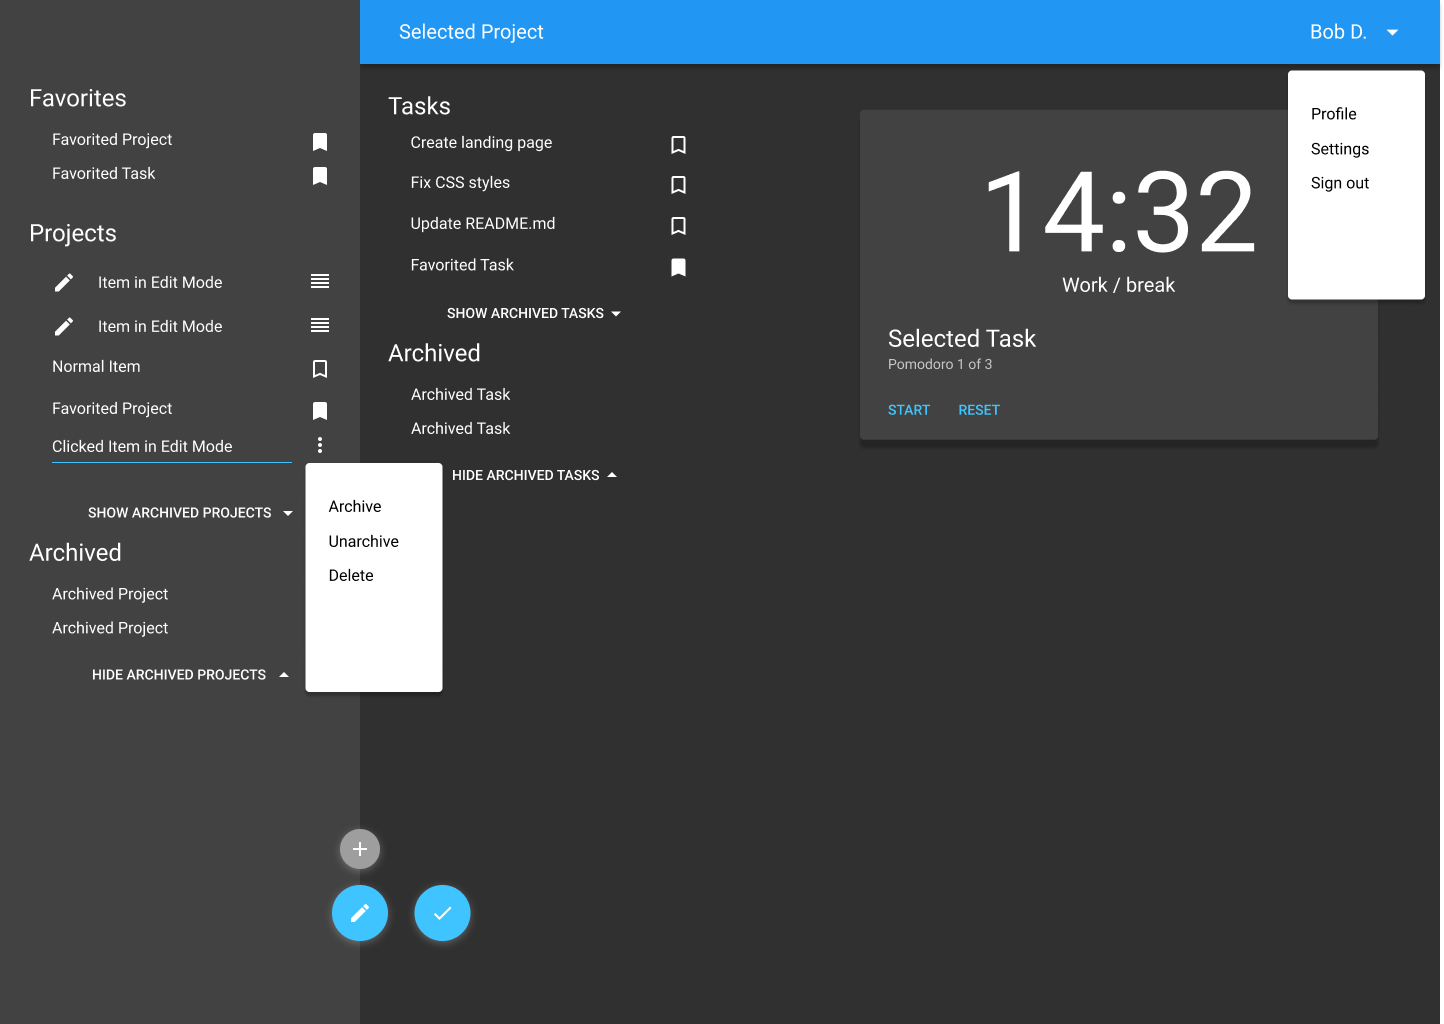 Selected Project
Bob D.
Profile
Settings
Sign out
Favorites
Favorited Project
Favorited Task
Projects
Item in Edit Mode
Item in Edit Mode
Normal Item
Favorited Project
Clicked Item in Edit Mode
SHOW ARCHIVED PROJECTS
Archived
Archived Project
Archived Project
HIDE ARCHIVED PROJECTS
Archive
Unarchive
Delete
Tasks
Create landing page
Fix CSS styles
Update README.md
Favorited Task
SHOW ARCHIVED TASKS
Archived
Archived Task
Archived Task
HIDE ARCHIVED TASKS
14:32
Work / break
Selected Task
Pomodoro 1 of 3
START RESET